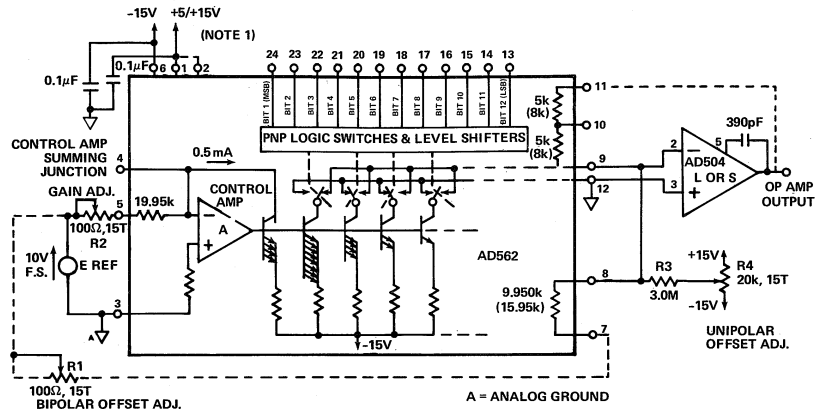 –15V
+5/+15V
(NOTE 1)
0.1μF
0.1μF
6
1
2
24
23
22
21
20
19
18
17
16
15
14
13
BIT 1 (MSB)
BIT 2
BIT 3
BIT 4
BIT 5
BIT 6
BIT 7
BIT 8
BIT 9
BIT 10
BIT 11
BIT 12 (LSB)
PNP LOGIC SWITCHES & LEVEL SHIFTERS
5k
(8k)
5k
(8k)
11
10
9
12
390pF
2
5
3
AD504
L OR S
OP AMP
OUTPUT
CONTROL AMP
SUMMING
JUNCTION
4
0.5mA
GAIN ADJ.
5
19.95k
100Ω,15T
R2
CONTROL
AMP
A
–
+
–
+
10V
F.S.
E REF
3
A
AD562
–15V
9.950k
(15.95k)
8
7
R3
3.0M
+15V
R4
20k, 15T
–15V
UNIPOLAR
OFFSET ADJ.
R1
100Ω, 15T
BIPOLAR OFFSET ADJ.
A = ANALOG GROUND